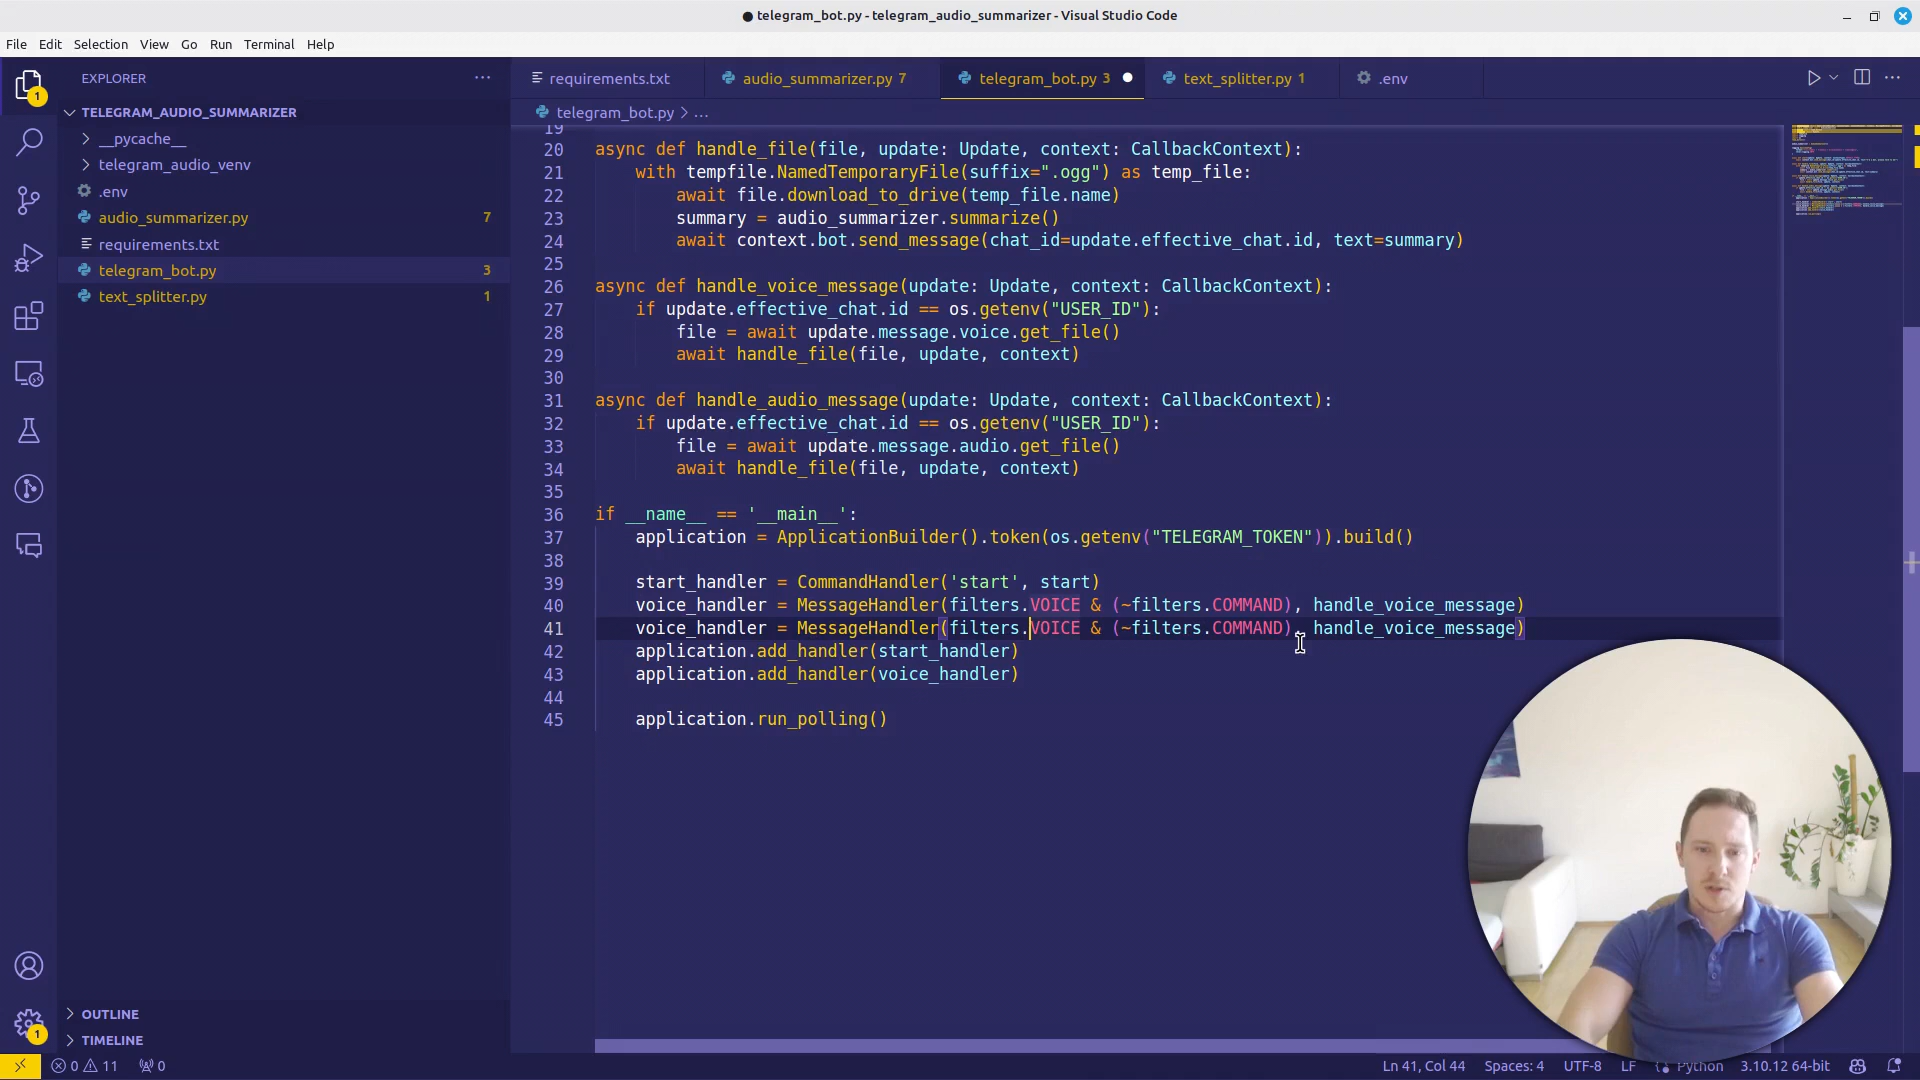 ● telegram_bot.py - telegram_audio_summarizer - Visual Studio Code
File Edit Selection View Go Run Terminal Help
EXPLORER
TELEGRAM_AUDIO_SUMMARIZER
__pycache__
telegram_audio_venv
.env
audio_summarizer.py 7
requirements.txt
telegram_bot.py 3
text_splitter.py 1
OUTLINE
TIMELINE
1
1
requirements.txt audio_summarizer.py 7 telegram_bot.py 3 text_splitter.py 1 .env
telegram_bot.py > ...
19
20 async def handle_file(file, update: Update, context: CallbackContext):
21 with tempfile.NamedTemporaryFile(suffix=".ogg") as temp_file:
22 await file.download_to_drive(temp_file.name)
23 summary = audio_summarizer.summarize()
24 await context.bot.send_message(chat_id=update.effective_chat.id, text=summary)
25
26 async def handle_voice_message(update: Update, context: CallbackContext):
27 if update.effective_chat.id == os.getenv("USER_ID"):
28 file = await update.message.voice.get_file()
29 await handle_file(file, update, context)
30
31 async def handle_audio_message(update: Update, context: CallbackContext):
32 if update.effective_chat.id == os.getenv("USER_ID"):
33 file = await update.message.audio.get_file()
34 await handle_file(file, update, context)
35
36 if __name__ == '__main__':
37 application = ApplicationBuilder().token(os.getenv("TELEGRAM_TOKEN")).build()
38
39 start_handler = CommandHandler('start', start)
40 voice_handler = MessageHandler(filters.VOICE & (~filters.COMMAND), handle_voice_message)
41 voice_handler = MessageHandler(filters.VOICE & (~filters.COMMAND), handle_voice_message)
42 application.add_handler(start_handler)
43 application.add_handler(voice_handler)
44
45 application.run_polling()
0 11 0 Ln 41, Col 44 Spaces: 4 UTF-8 LF Python 3.10.12 64-bit